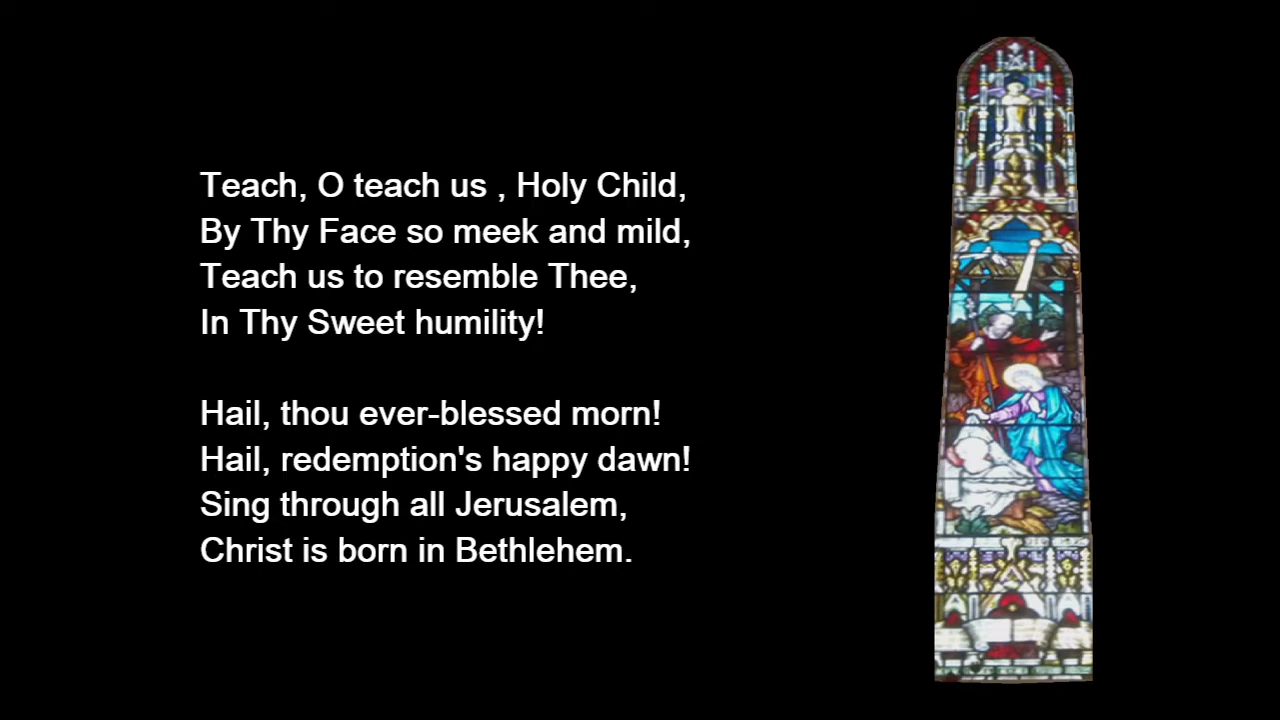 Teach, O teach us , Holy Child,
By Thy Face so meek and mild,
Teach us to resemble Thee,
In Thy Sweet humility!
Hail, thou ever-blessed morn!
Hail, redemption's happy dawn!
Sing through all Jerusalem,
Christ is born in Bethlehem.